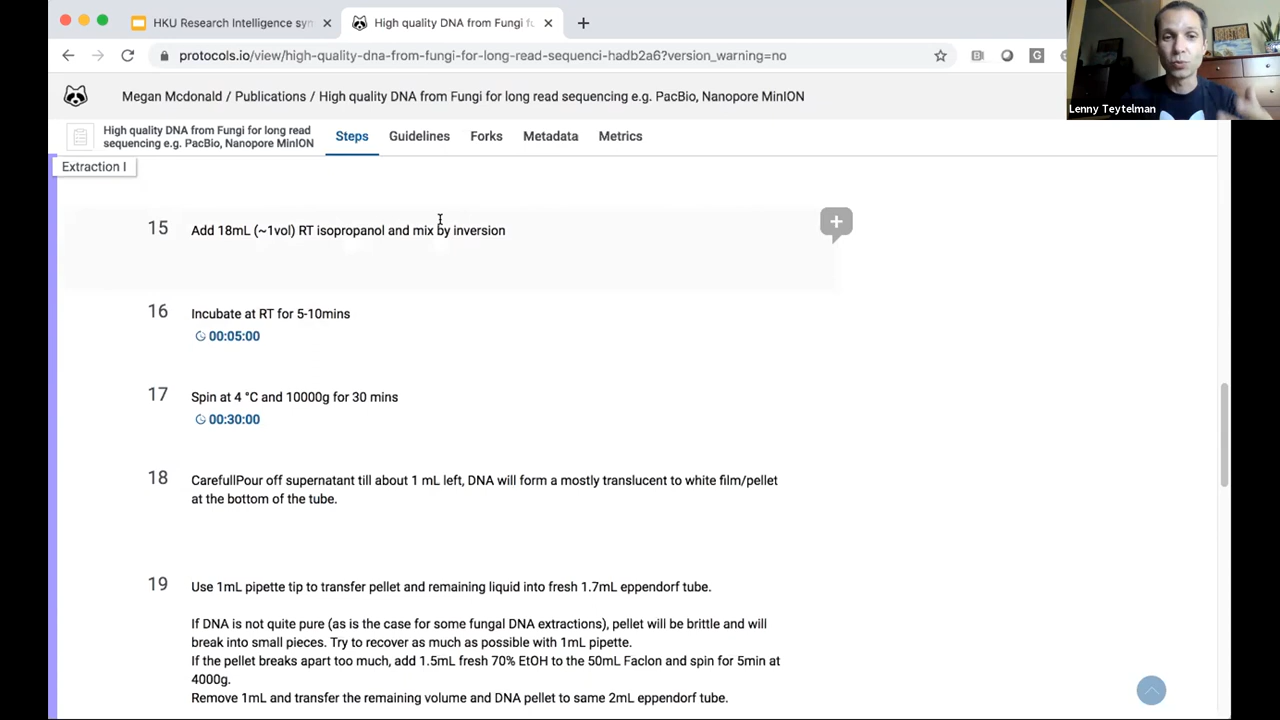 HKU Research Intelligence sym
High quality DNA from Fungi fo
protocols.io/view/high-quality-dna-from-fungi-for-long-read-sequenci-hadb2a6?version_warning=no
Lenny Teytelman
Megan Mcdonald / Publications / High quality DNA from Fungi for long read sequencing e.g. PacBio, Nanopore MinION
High quality DNA from Fungi for long read
sequencing e.g. PacBio, Nanopore MinION
Steps
Guidelines
Forks
Metadata
Metrics
Extraction I
15
Add 18mL (~1vol) RT isopropanol and mix by inversion
16
Incubate at RT for 5-10mins
00:05:00
17
Spin at 4 °C and 10000g for 30 mins
00:30:00
18
CarefullPour off supernatant till about 1 mL left, DNA will form a mostly translucent to white film/pellet
at the bottom of the tube.
19
Use 1mL pipette tip to transfer pellet and remaining liquid into fresh 1.7mL eppendorf tube.
If DNA is not quite pure (as is the case for some fungal DNA extractions), pellet will be brittle and will
break into small pieces. Try to recover as much as possible with 1mL pipette.
If the pellet breaks apart too much, add 1.5mL fresh 70% EtOH to the 50mL Faclon and spin for 5min at
4000g.
Remove 1mL and transfer the remaining volume and DNA pellet to same 2mL eppendorf tube.